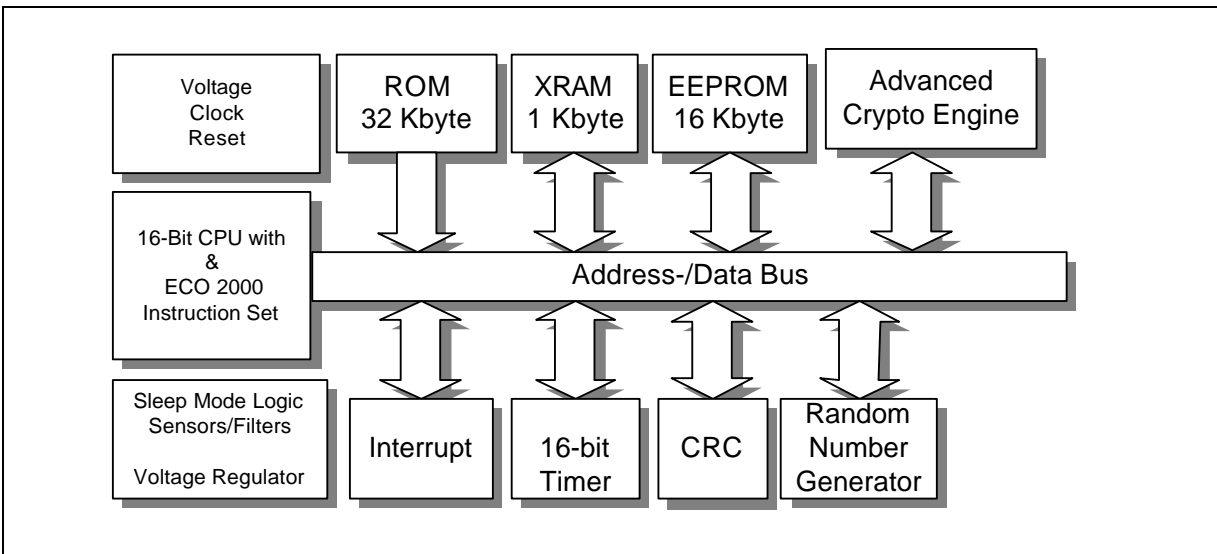 Voltage
Clock
Reset
ROM
32 Kbyte
XRAM
1 Kbyte
EEPROM
16 Kbyte
Advanced
Crypto Engine
16-Bit CPU with
&
ECO 2000
Instruction Set
Address-/Data Bus
Sleep Mode Logic
Sensors/Filters
Voltage Regulator
Interrupt
16-bit
Timer
CRC
Random
Number
Generator